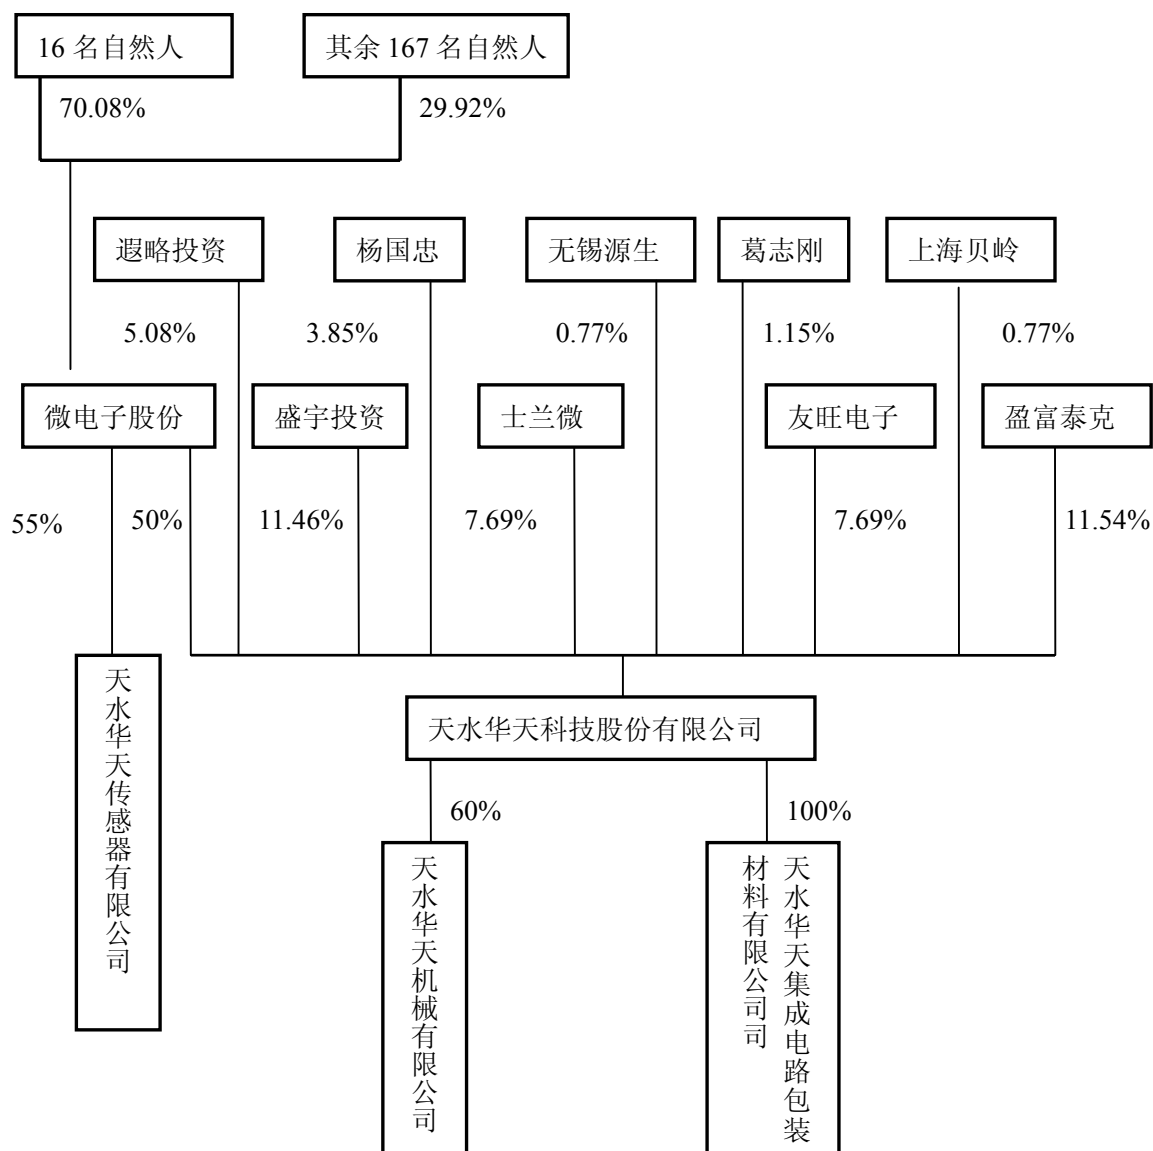 16 名自然人
其余 167 名自然人
70.08%
29.92%
遐略投资
杨国忠
无锡源生
葛志刚
上海贝岭
5.08%
3.85%
0.77%
1.15%
0.77%
微电子股份
盛宇投资
士兰微
友旺电子
盈富泰克
55%
50%
11.46%
7.69%
7.69%
11.54%
天水华天传感器有限公司
天水华天科技股份有限公司
60%
100%
天水华天机械有限公司
天水华天集成电路包装
材料有限公司司